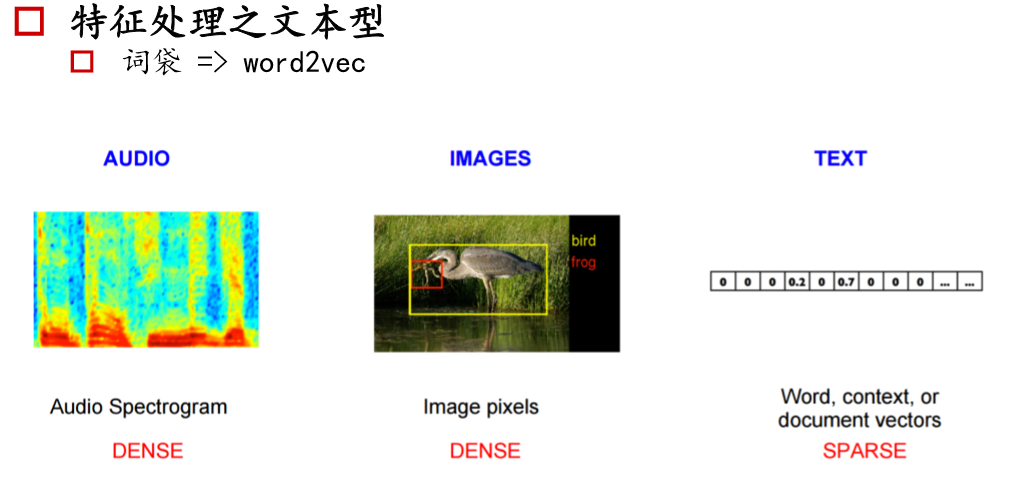 特征处理之文本型
词袋 => word2vec
AUDIO
IMAGES
TEXT
bird
frog
0 0 0 0.2 0 0.7 0 0 0 ... ...
Audio Spectrogram
Image pixels
Word, context, or
document vectors
DENSE
DENSE
SPARSE